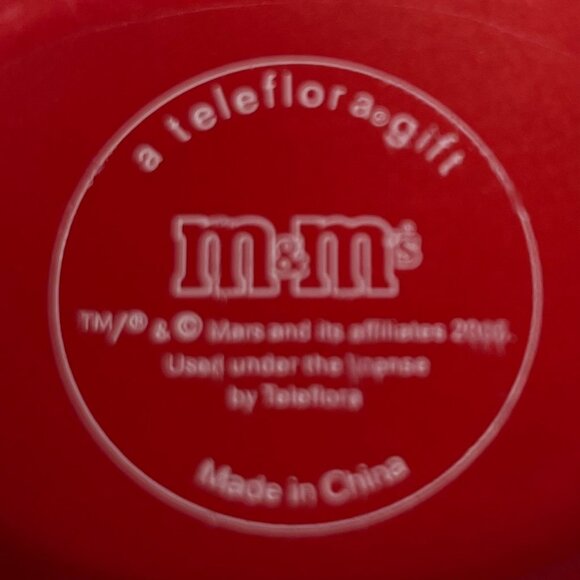 a teleflora® gift
m&m's
TM/® & © Mars and its affiliates
Used under the license
by Teleflora
Made in China